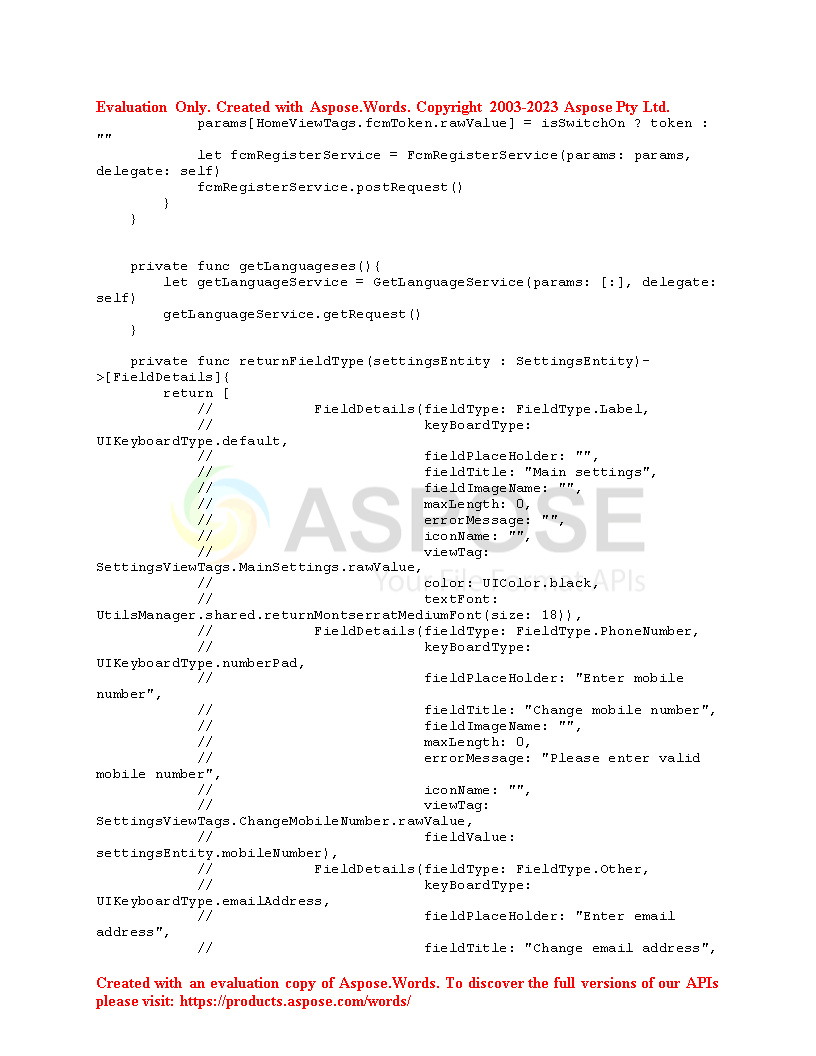 Evaluation Only. Created with Aspose.Words. Copyright 2003-2023 Aspose Pty Ltd.
            params[HomeViewTags.fcmToken.rawValue] = isSwitchOn ? token :
""
            let fcmRegisterService = FcmRegisterService(params: params,
delegate: self)
            fcmRegisterService.postRequest()
        }
    }
    private func getLanguageses(){
        let getLanguageService = GetLanguageService(params: [:], delegate:
self)
        getLanguageService.getRequest()
    }
    private func returnFieldType(settingsEntity : SettingsEntity)-
>[FieldDetails]{
        return [
            //            FieldDetails(fieldType: FieldType.Label,
            //                         keyBoardType:
UIKeyboardType.default,
            //                         fieldPlaceHolder: "",
            //                         fieldTitle: "Main settings",
            //                         fieldImageName: "",
            //                         maxLength: 0,
            //                         errorMessage: "",
            //                         iconName: "",
            //                         viewTag:
SettingsViewTags.MainSettings.rawValue,
            //                         color: UIColor.black,
            //                         textFont:
UtilsManager.shared.returnMontserratMediumFont(size: 18)),
            //            FieldDetails(fieldType: FieldType.PhoneNumber,
            //                         keyBoardType:
UIKeyboardType.numberPad,
            //                         fieldPlaceHolder: "Enter mobile
number",
            //                         fieldTitle: "Change mobile number",
            //                         fieldImageName: "",
            //                         maxLength: 0,
            //                         errorMessage: "Please enter valid
mobile number",
            //                         iconName: "",
            //                         viewTag:
SettingsViewTags.ChangeMobileNumber.rawValue,
            //                         fieldValue:
settingsEntity.mobileNumber),
            //            FieldDetails(fieldType: FieldType.Other,
            //                         keyBoardType:
UIKeyboardType.emailAddress,
            //                         fieldPlaceHolder: "Enter email
address",
            //                         fieldTitle: "Change email address",
ASPOSE
Your File Format APIs
Created with an evaluation copy of Aspose.Words. To discover the full versions of our APIs
please visit: https://products.aspose.com/words/